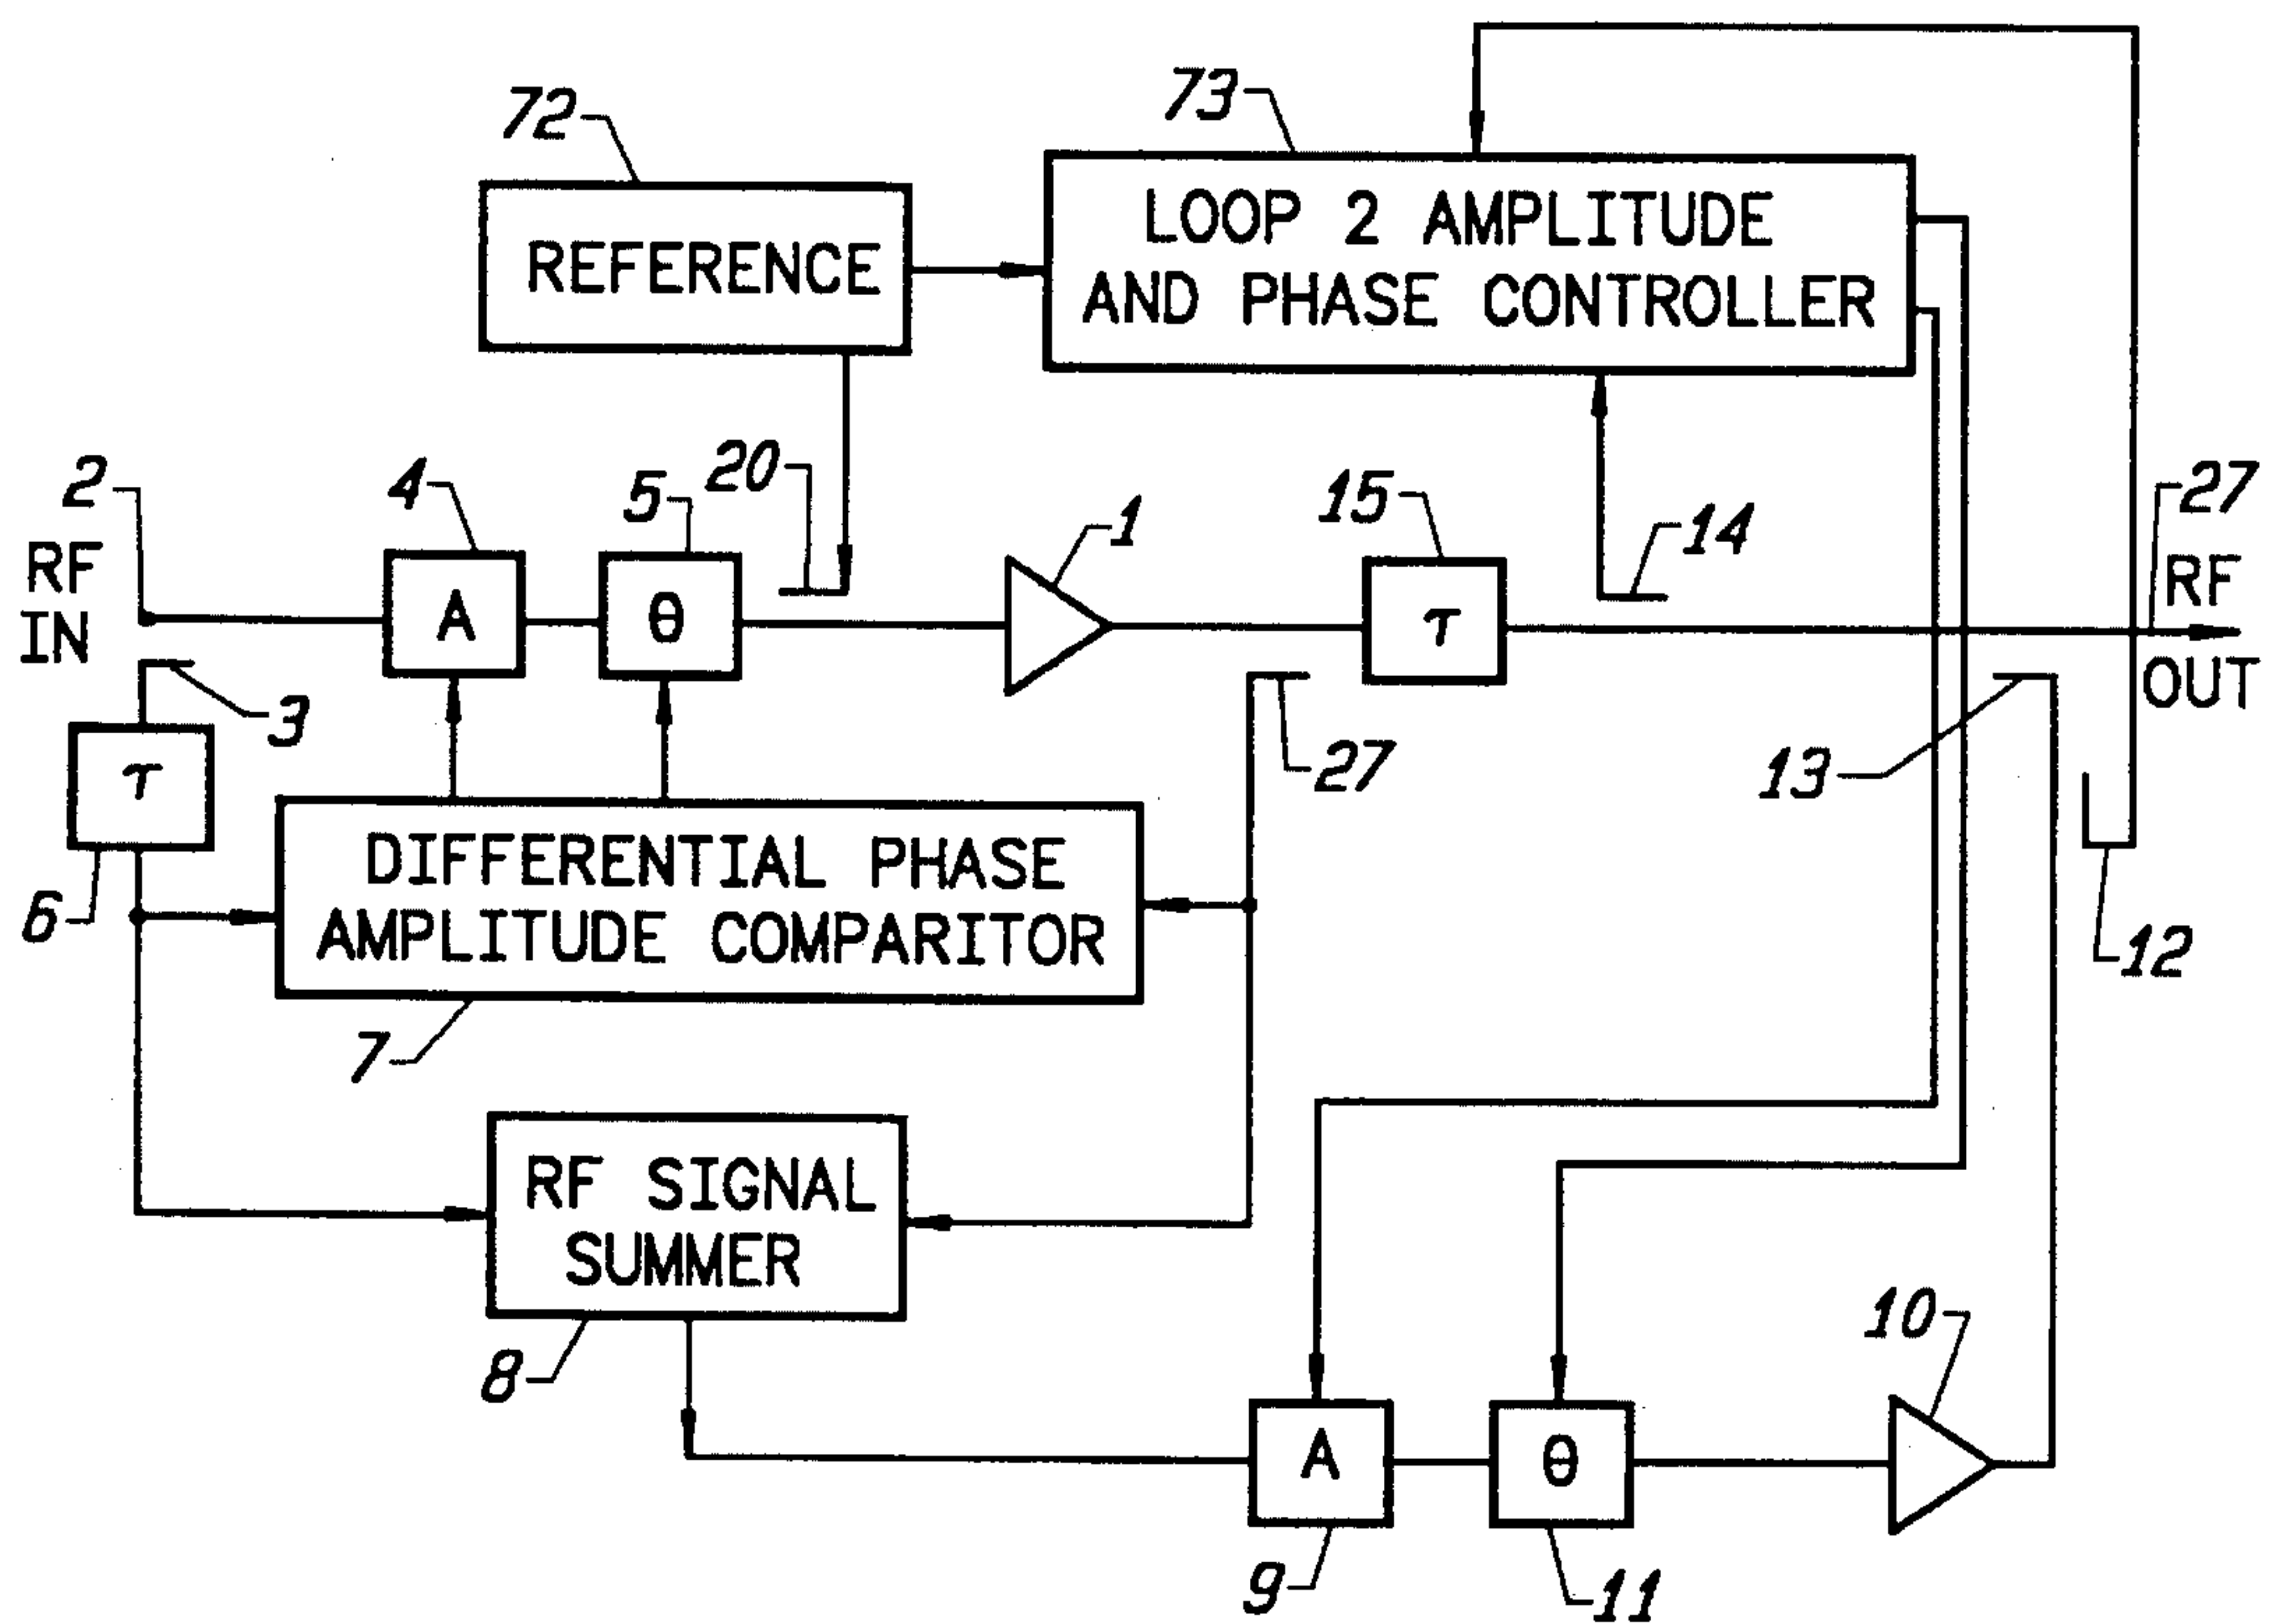 72
73
REFERENCE
LOOP 2 AMPLITUDE
AND PHASE CONTROLLER
2
4
5
20
1
15
14
27
RF
IN
A
θ
τ
RF
OUT
3
τ
27
13
6
DIFFERENTIAL PHASE
AMPLITUDE COMPARITOR
12
7
RF SIGNAL
SUMMER
8
10
A
θ
9
11